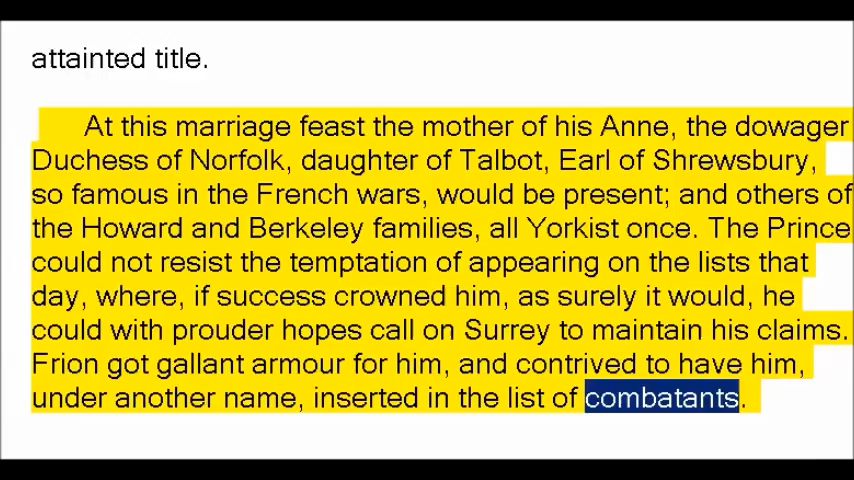 attainted title.
At this marriage feast the mother of his Anne, the dowager
Duchess of Norfolk, daughter of Talbot, Earl of Shrewsbury,
so famous in the French wars, would be present; and others of
the Howard and Berkeley families, all Yorkist once. The Prince
could not resist the temptation of appearing on the lists that
day, where, if success crowned him, as surely it would, he
could with prouder hopes call on Surrey to maintain his claims.
Frion got gallant armour for him, and contrived to have him,
under another name, inserted in the list of combatants.